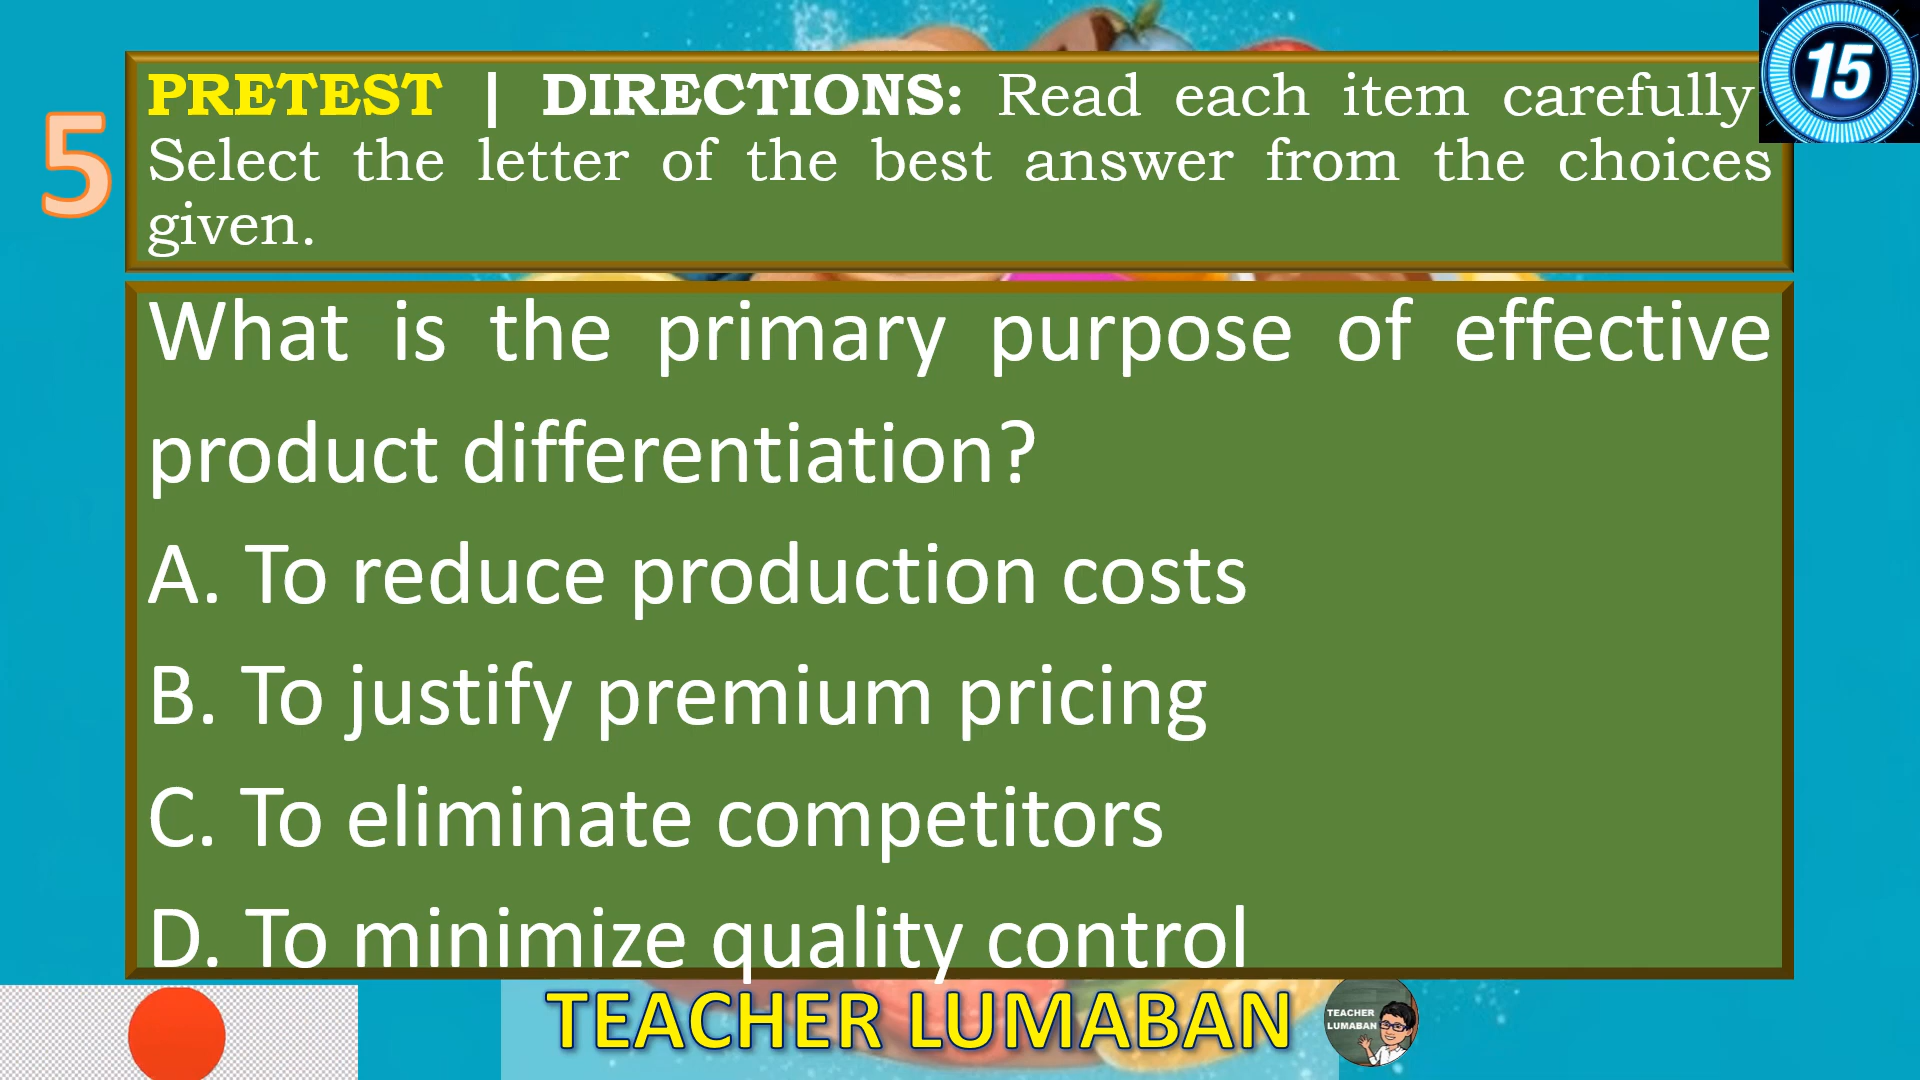 15
5
PRETEST | DIRECTIONS: Read each item carefully
Select the letter of the best answer from the choices
given.
What is the primary purpose of effective
product differentiation?
A. To reduce production costs
B. To justify premium pricing
C. To eliminate competitors
D. To minimize quality control
TEACHER LUMABAN
TEACHER
LUMABAN